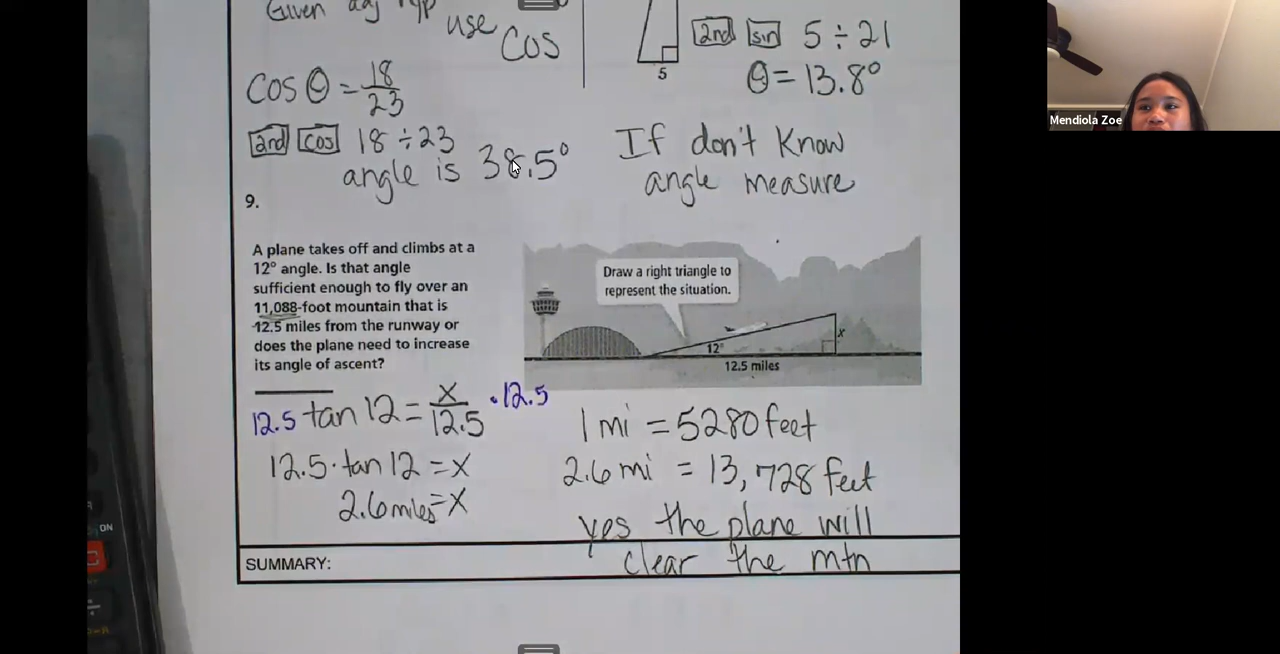 Given adj hyp
use
cos
cos θ = 18/23
2nd cos 18 ÷ 23
angle is 38.5°
5
2nd sin 5 ÷ 21
θ = 13.8°
If don't know
angle measure
9.
A plane takes off and climbs at a
12° angle. Is that angle
sufficient enough to fly over an
11,088-foot mountain that is
12.5 miles from the runway or
does the plane need to increase
its angle of ascent?
Draw a right triangle to
represent the situation.
12°
x
12.5 miles
12.5 tan 12 = x/12.5 · 12.5
12.5 · tan 12 = x
2.6 miles = x
1 mi = 5280 feet
2.6 mi = 13,728 feet
yes the plane will
clear the mtn
SUMMARY:
ON
Mendiola Zoe